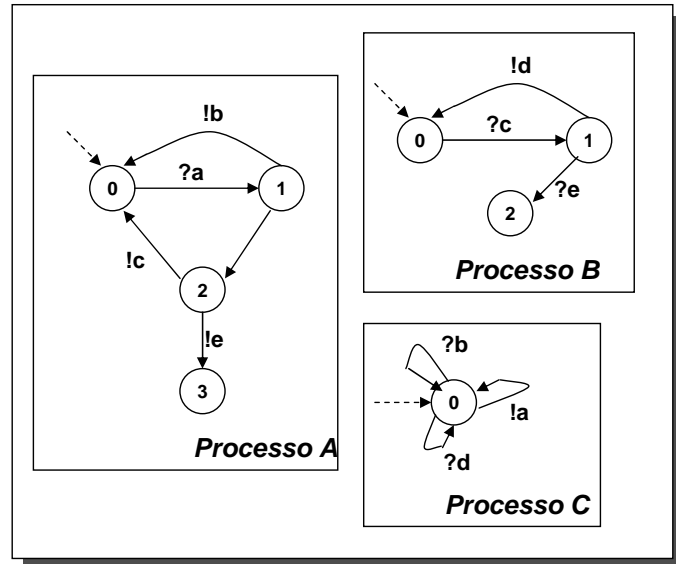 !b
?a
0
1
!c
2
!e
3
Processo A
!d
?c
0
1
?e
2
Processo B
?b
0
!a
?d
Processo C